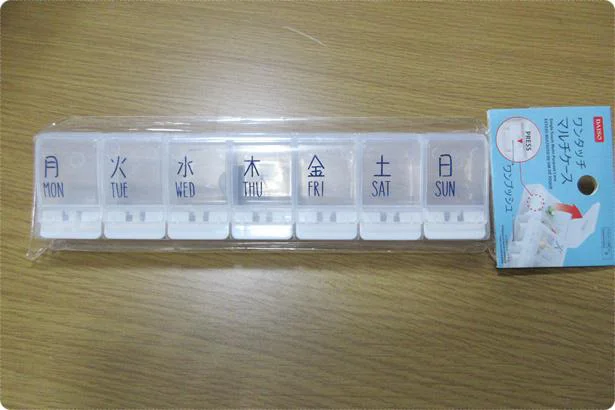 月 火 水 木 金 土 日
MON TUE WED THU FRI SAT SUN
DAISO
ワンタッチ
マルチケース
PRESS
ワンプッシュ